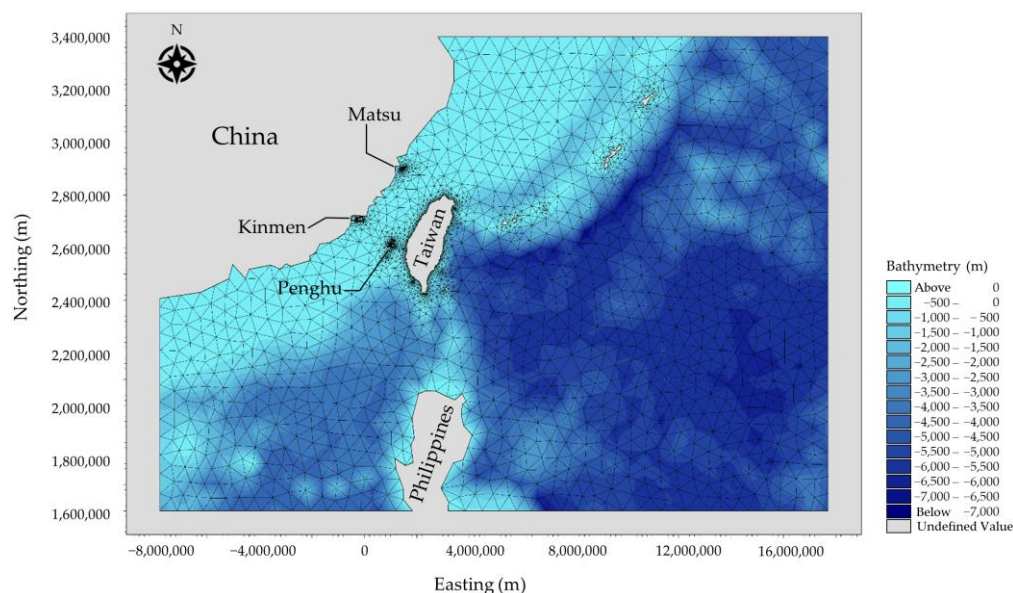 N
China
Matsu
Kinmen
Penghu
Taiwan
Philippines
Northing (m)
3,400,000
3,200,000
3,000,000
2,800,000
2,600,000
2,400,000
2,200,000
2,000,000
1,800,000
1,600,000
−8,000,000
−4,000,000
0
4,000,000
8,000,000
12,000,000
16,000,000
Easting (m)
Bathymetry (m)
Above 0
−500 – 0
−1,000 – −500
−1,500 – −1,000
−2,000 – −1,500
−2,500 – −2,000
−3,000 – −2,500
−3,500 – −3,000
−4,500 – −3,500
−5,000 – −4,500
−5,500 – −5,000
−6,000 – −5,500
−6,500 – −6,000
−7,000 – −6,500
Below −7,000
Undefined Value